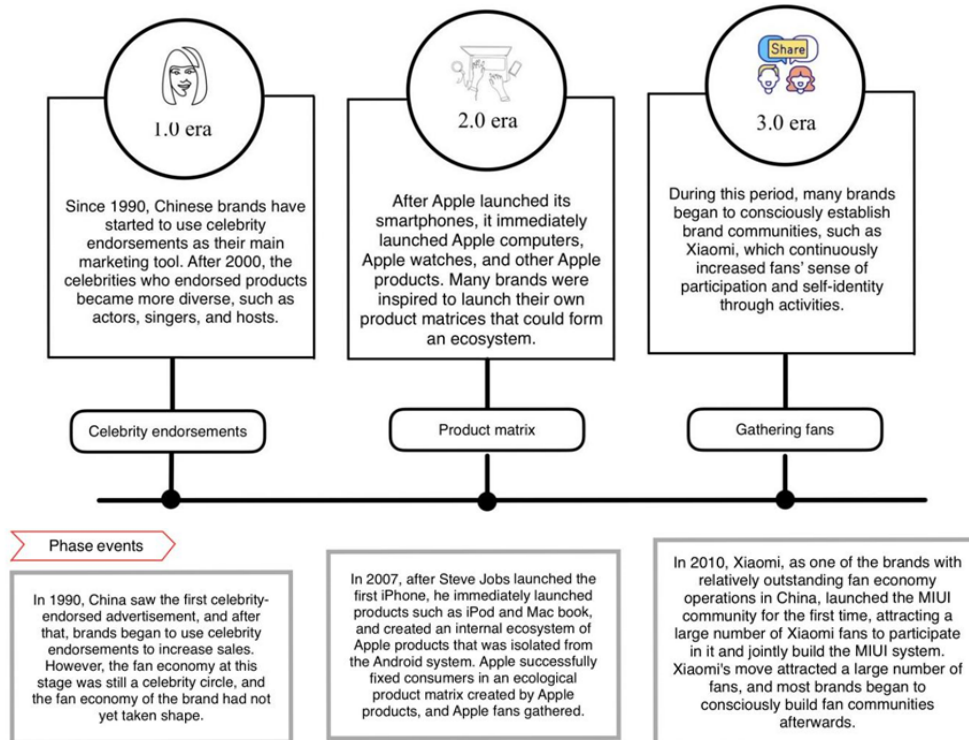 1.0 era
Since 1990, Chinese brands have
started to use celebrity
endorsements as their main
marketing tool. After 2000, the
celebrities who endorsed products
became more diverse, such as
actors, singers, and hosts.
Celebrity endorsements
2.0 era
After Apple launched its
smartphones, it immediately
launched Apple computers,
Apple watches, and other Apple
products. Many brands were
inspired to launch their own
product matrices that could form
an ecosystem.
Product matrix
Share
3.0 era
During this period, many brands
began to consciously establish
brand communities, such as
Xiaomi, which continuously
increased fans' sense of
participation and self-identity
through activities.
Gathering fans
Phase events
In 1990, China saw the first celebrity-
endorsed advertisement, and after
that, brands began to use celebrity
endorsements to increase sales.
However, the fan economy at this
stage was still a celebrity circle, and
the fan economy of the brand had not
yet taken shape.
In 2007, after Steve Jobs launched the
first iPhone, he immediately launched
products such as iPod and Mac book,
and created an internal ecosystem of
Apple products that was isolated from
the Android system. Apple successfully
fixed consumers in an ecological
product matrix created by Apple
products, and Apple fans gathered.
In 2010, Xiaomi, as one of the brands with
relatively outstanding fan economy
operations in China, launched the MIUI
community for the first time, attracting a
large number of Xiaomi fans to participate
in it and jointly build the MIUI system.
Xiaomi's move attracted a large number of
fans, and most brands began to
consciously build fan communities
afterwards.